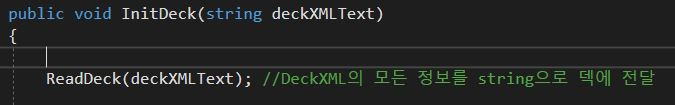 public void InitDeck(string deckXMLText)
{
ReadDeck(deckXMLText); //DeckXML의 모든 정보를 string으로 덱에 전달